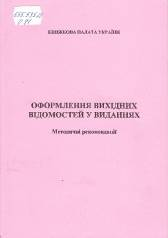 КНИЖКОВА ПАЛАТА УКРАЇНИ
ОФОРМЛЕННЯ ВИХІДНИХ
ВІДОМОСТЕЙ У ВИДАННЯХ
Методичні рекомендації